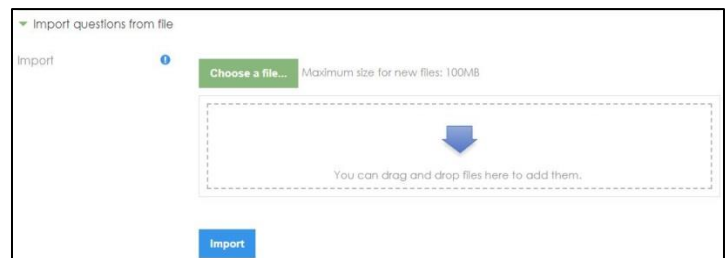 Import questions from file
Import
Choose a file... Maximum size for new files: 100MB
You can drag and drop files here to add them.
Import